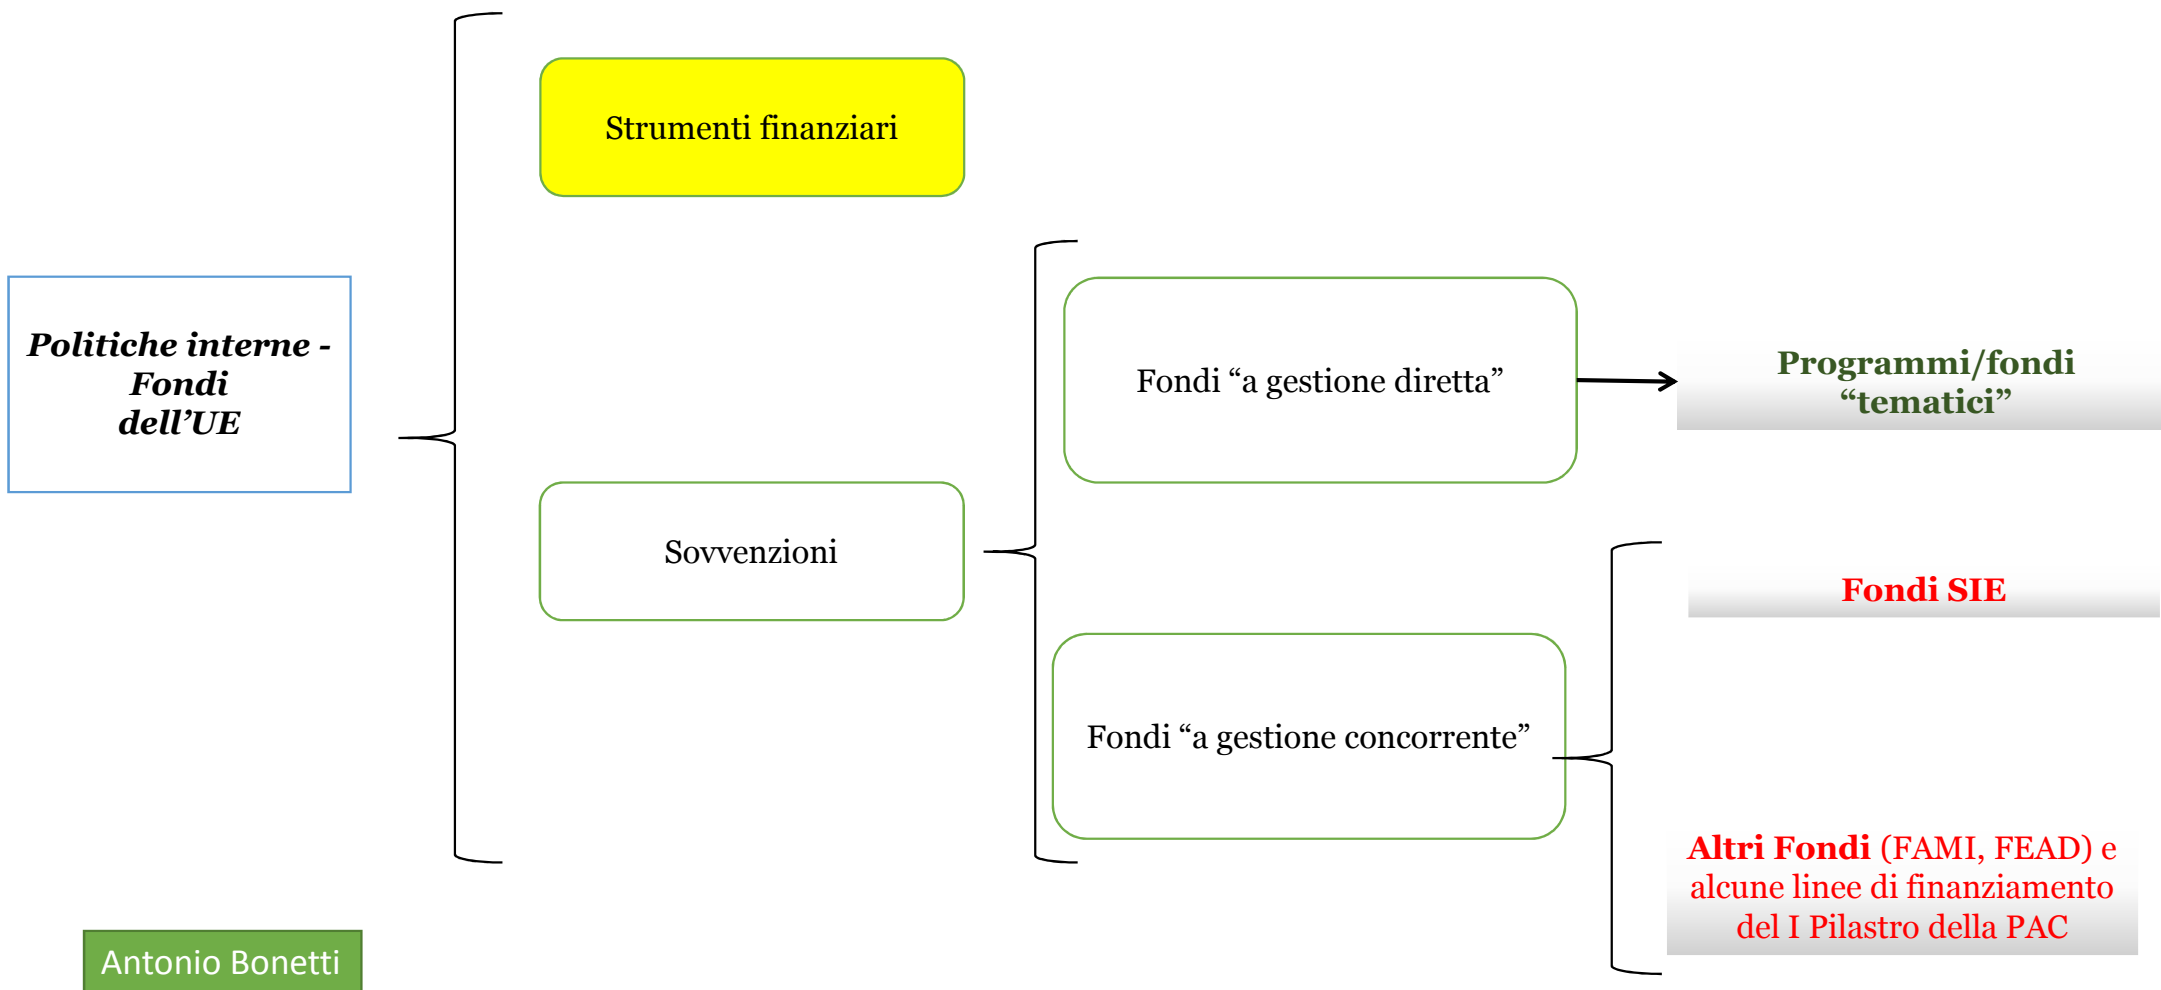 Strumenti finanziari
Politiche interne -
Fondi
dell’UE
Fondi “a gestione diretta”
Programmi/fondi
“tematici”
Sovvenzioni
Fondi SIE
Fondi “a gestione concorrente”
Altri Fondi (FAMI, FEAD) e
alcune linee di finanziamento
del I Pilastro della PAC
Antonio Bonetti